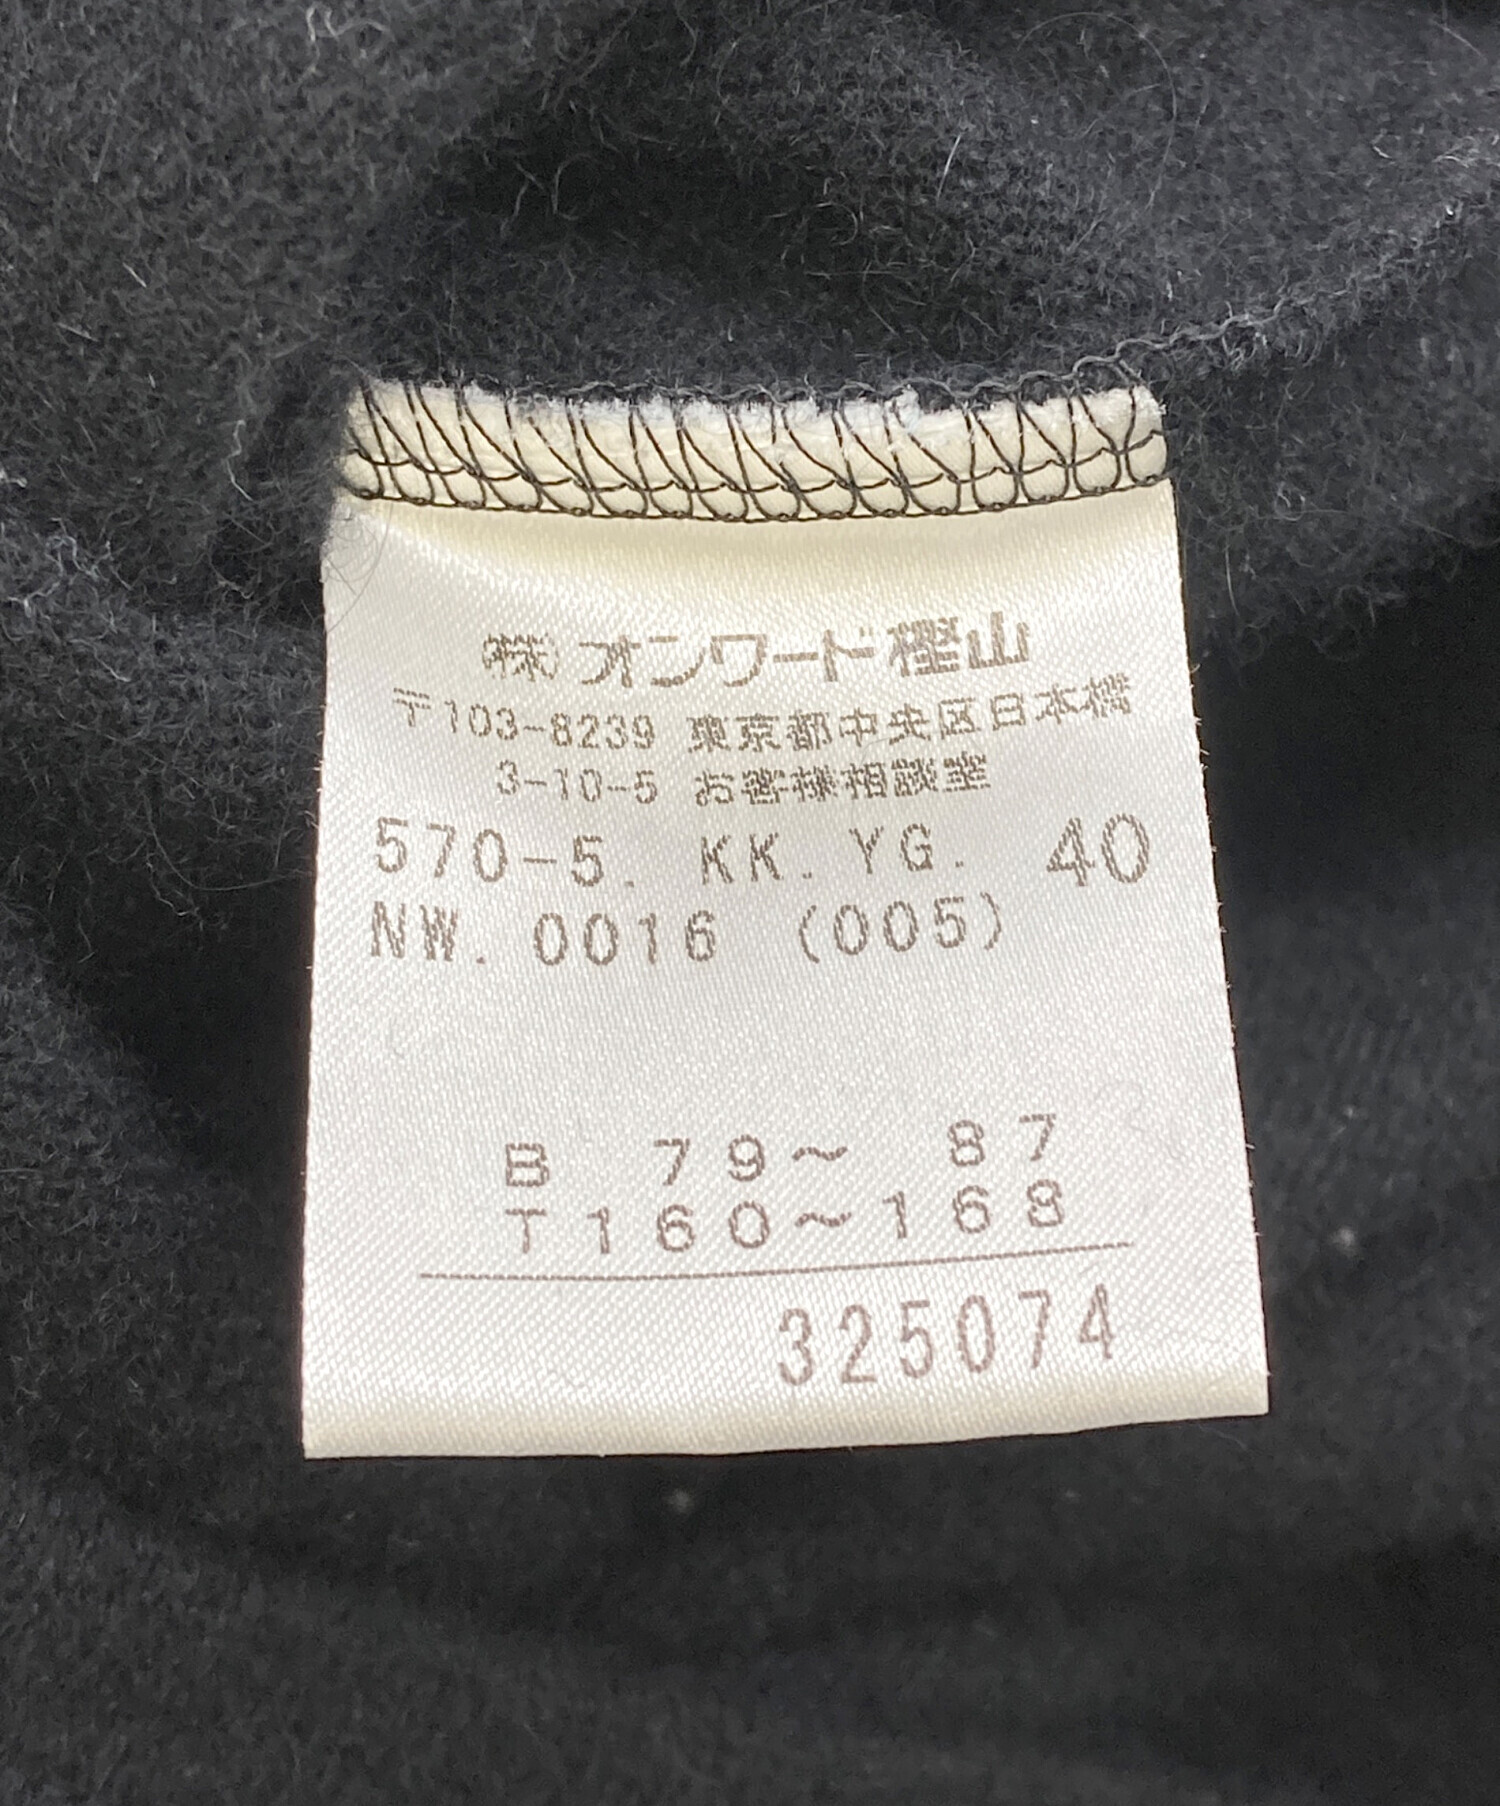 ㈱オンワード樫山
〒103-8239 東京都中央区日本橋
3-10-5 お客様相談室
570-5. KK. YG. 40
NW. 0016 (005)
B 79〜 87
T160〜168
325074